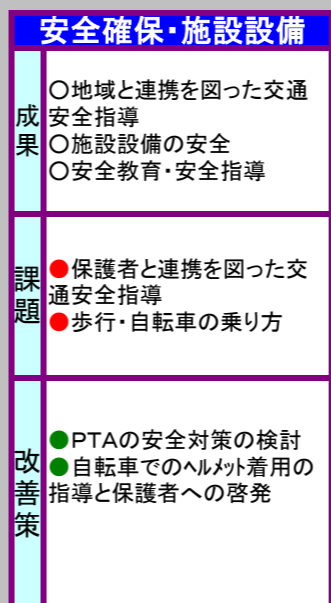 安全確保・施設設備
成果
○地域と連携を図った交通
安全指導
○施設設備の安全
○安全教育・安全指導
課題
●保護者と連携を図った交
通安全指導
●歩行・自転車の乗り方
改善策
●PTAの安全対策の検討
●自転車でのﾍﾙﾒｯﾄ着用の
指導と保護者への啓発